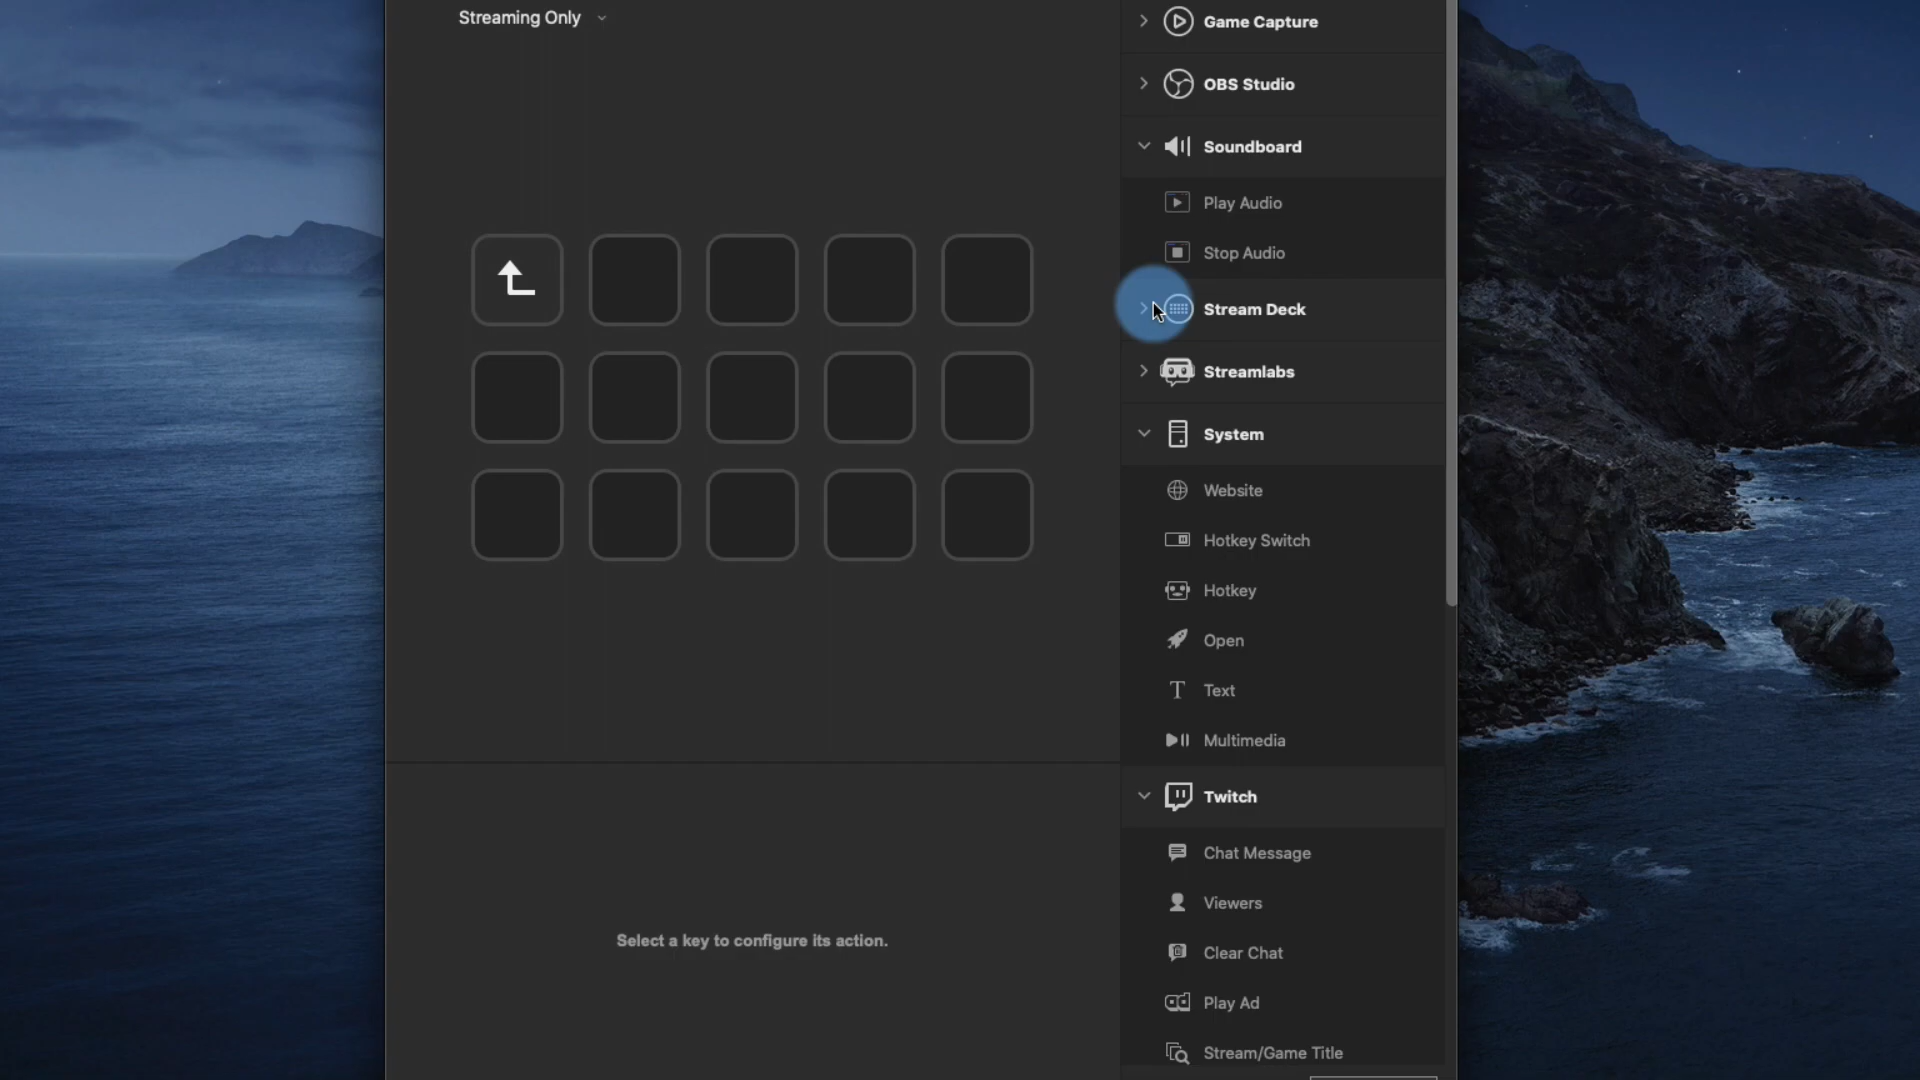 Streaming Only
Game Capture
OBS Studio
Soundboard
Play Audio
Stop Audio
Stream Deck
Streamlabs
System
Website
Hotkey Switch
Hotkey
Open
Text
Multimedia
Twitch
Chat Message
Viewers
Clear Chat
Play Ad
Stream/Game Title
Select a key to configure its action.